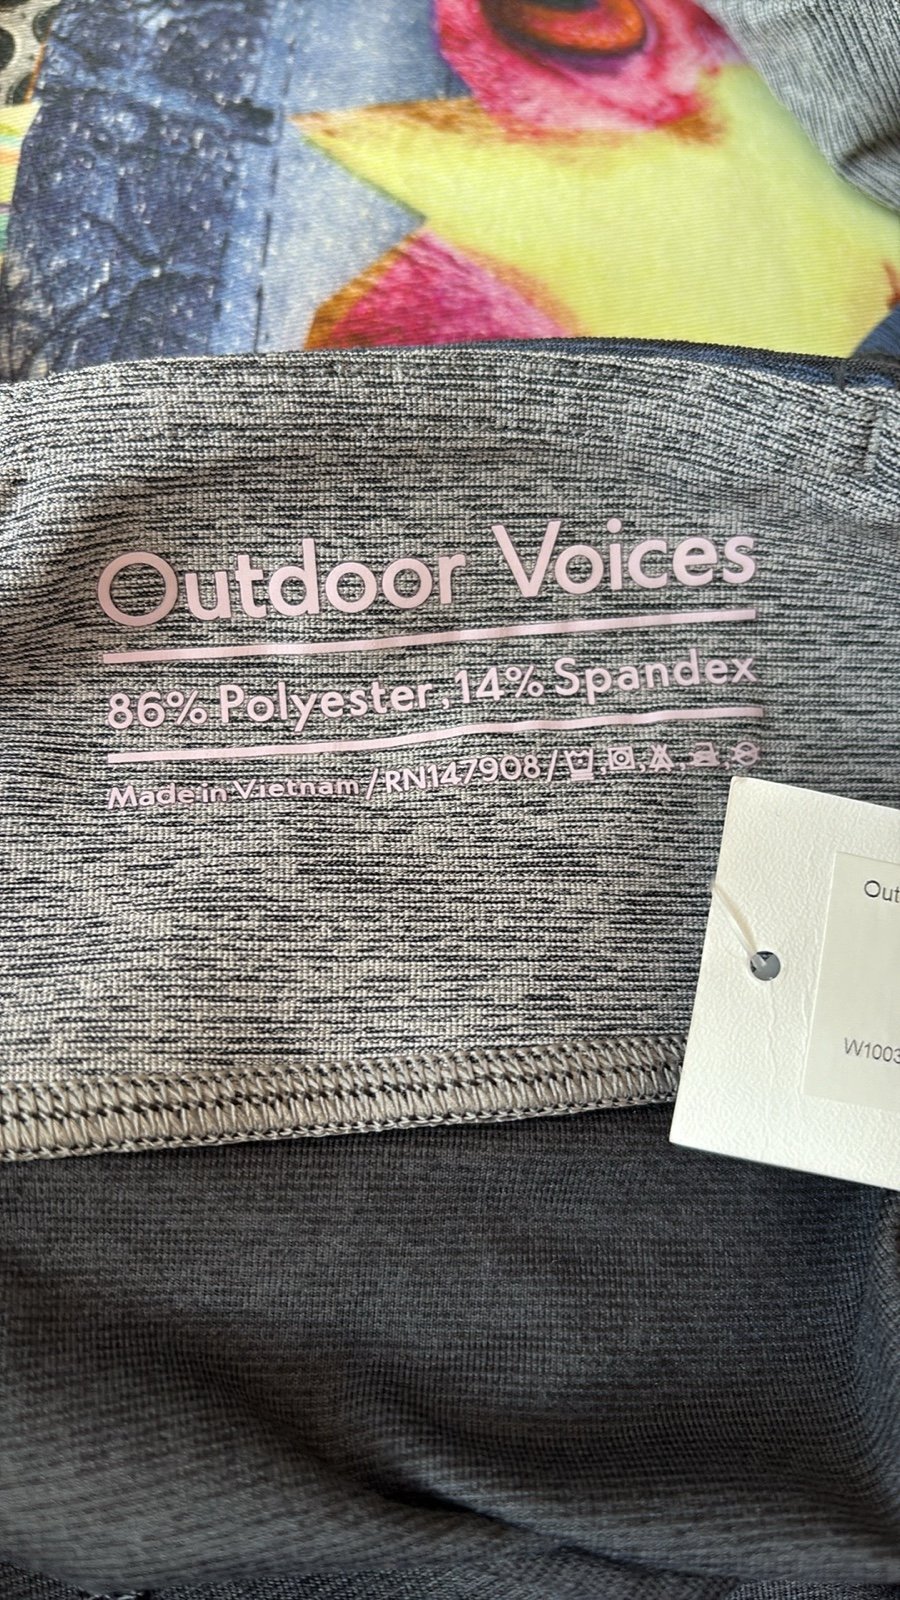 Outdoor Voices
86% Polyester, 14% Spandex
Made in Vietnam/RN147908/
Out
W1003